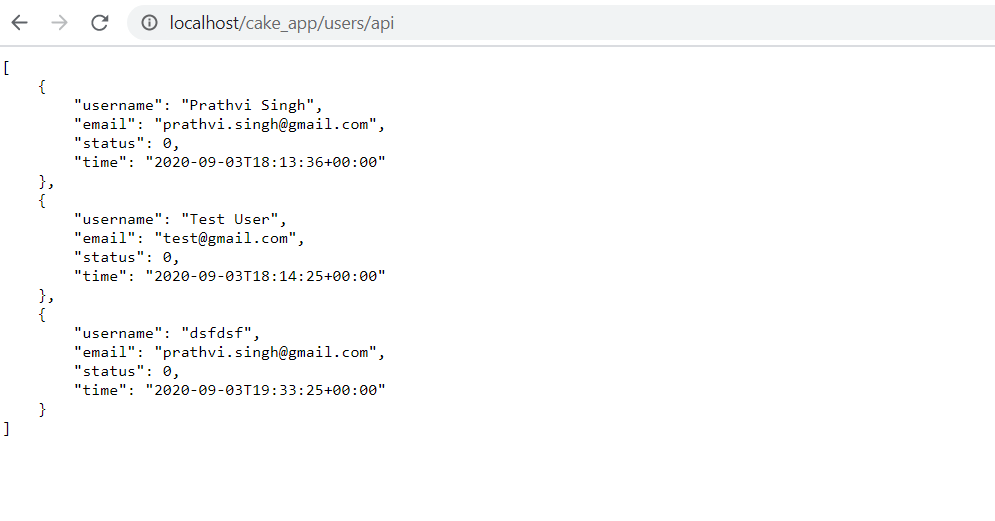 localhost/cake_app/users/api
[
    {
        "username": "Prathvi Singh",
        "email": "prathvi.singh@gmail.com",
        "status": 0,
        "time": "2020-09-03T18:13:36+00:00"
    },
    {
        "username": "Test User",
        "email": "test@gmail.com",
        "status": 0,
        "time": "2020-09-03T18:14:25+00:00"
    },
    {
        "username": "dsfdsf",
        "email": "prathvi.singh@gmail.com",
        "status": 0,
        "time": "2020-09-03T19:33:25+00:00"
    }
]